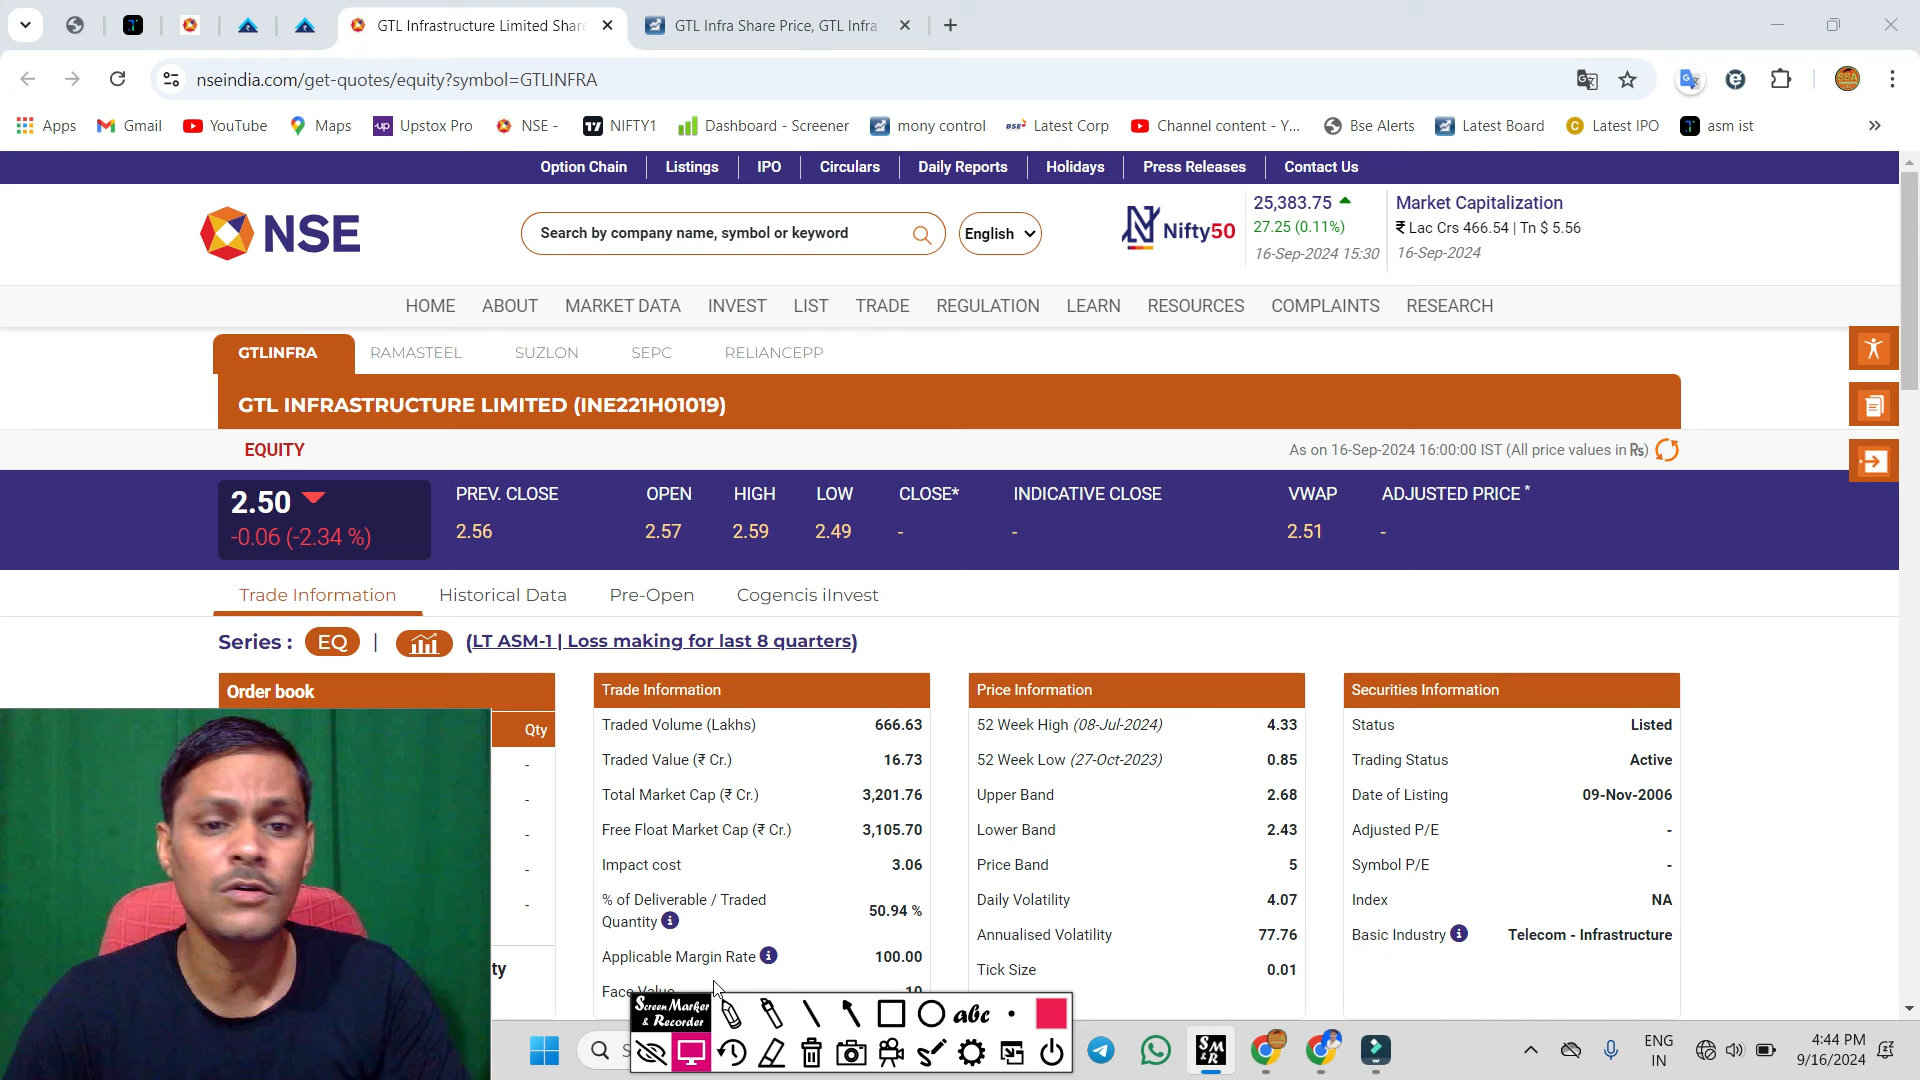 GTL Infrastructure Limited Share
GTL Infra Share Price, GTL Infra
nseindia.com/get-quotes/equity?symbol=GTLINFRA
Apps
Gmail
YouTube
Maps
up Upstox Pro
NSE -
NIFTY1
Dashboard - Screener
mony control
BSE Latest Corp
Channel content - Y...
Bse Alerts
Latest Board
Latest IPO
asm ist
Option Chain
Listings
IPO
Circulars
Daily Reports
Holidays
Press Releases
Contact Us
NSE
Search by company name, symbol or keyword
English
Nifty50
25,383.75
27.25 (0.11%)
16-Sep-2024 15:30
Market Capitalization
₹ Lac Crs 466.54 | Tn $ 5.56
16-Sep-2024
HOME
ABOUT
MARKET DATA
INVEST
LIST
TRADE
REGULATION
LEARN
RESOURCES
COMPLAINTS
RESEARCH
GTLINFRA
RAMASTEEL
SUZLON
SEPC
RELIANCEPP
GTL INFRASTRUCTURE LIMITED (INE221H01019)
EQUITY
As on 16-Sep-2024 16:00:00 IST (All price values in Rs)
2.50
-0.06 (-2.34 %)
PREV. CLOSE
2.56
OPEN
2.57
HIGH
2.59
LOW
2.49
CLOSE*
-
INDICATIVE CLOSE
-
VWAP
2.51
ADJUSTED PRICE *
-
Trade Information
Historical Data
Pre-Open
Cogencis iInvest
Series : EQ | (LT ASM-1 | Loss making for last 8 quarters)
Order book
Qty
-
-
-
-
-
ty
Trade Information
Traded Volume (Lakhs) 666.63
Traded Value (₹ Cr.) 16.73
Total Market Cap (₹ Cr.) 3,201.76
Free Float Market Cap (₹ Cr.) 3,105.70
Impact cost 3.06
% of Deliverable / Traded
Quantity 50.94 %
Applicable Margin Rate 100.00
Face Value 10
Price Information
52 Week High (08-Jul-2024) 4.33
52 Week Low (27-Oct-2023) 0.85
Upper Band 2.68
Lower Band 2.43
Price Band 5
Daily Volatility 4.07
Annualised Volatility 77.76
Tick Size 0.01
Securities Information
Status Listed
Trading Status Active
Date of Listing 09-Nov-2006
Adjusted P/E -
Symbol P/E -
Index NA
Basic Industry Telecom - Infrastructure
Screen Marker
& Recorder
abc
S
SM
&R
ENG
IN
4:44 PM
9/16/2024